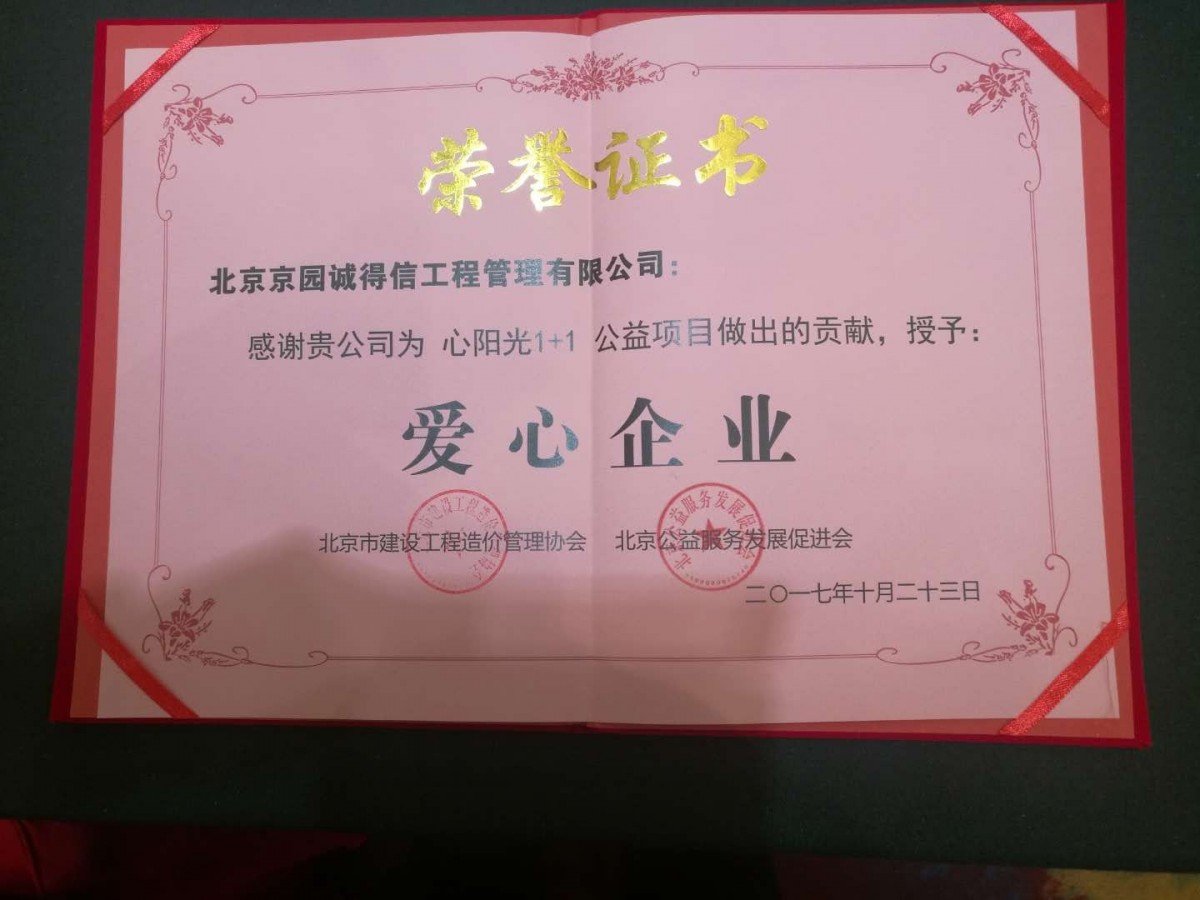 荣誉证书
北京京园诚得信工程管理有限公司：
感谢贵公司为 心阳光1+1 公益项目做出的贡献，授予：
爱心企业
北京市建设工程造价管理协会 北京公益服务发展促进会
二〇一七年十月二十三日